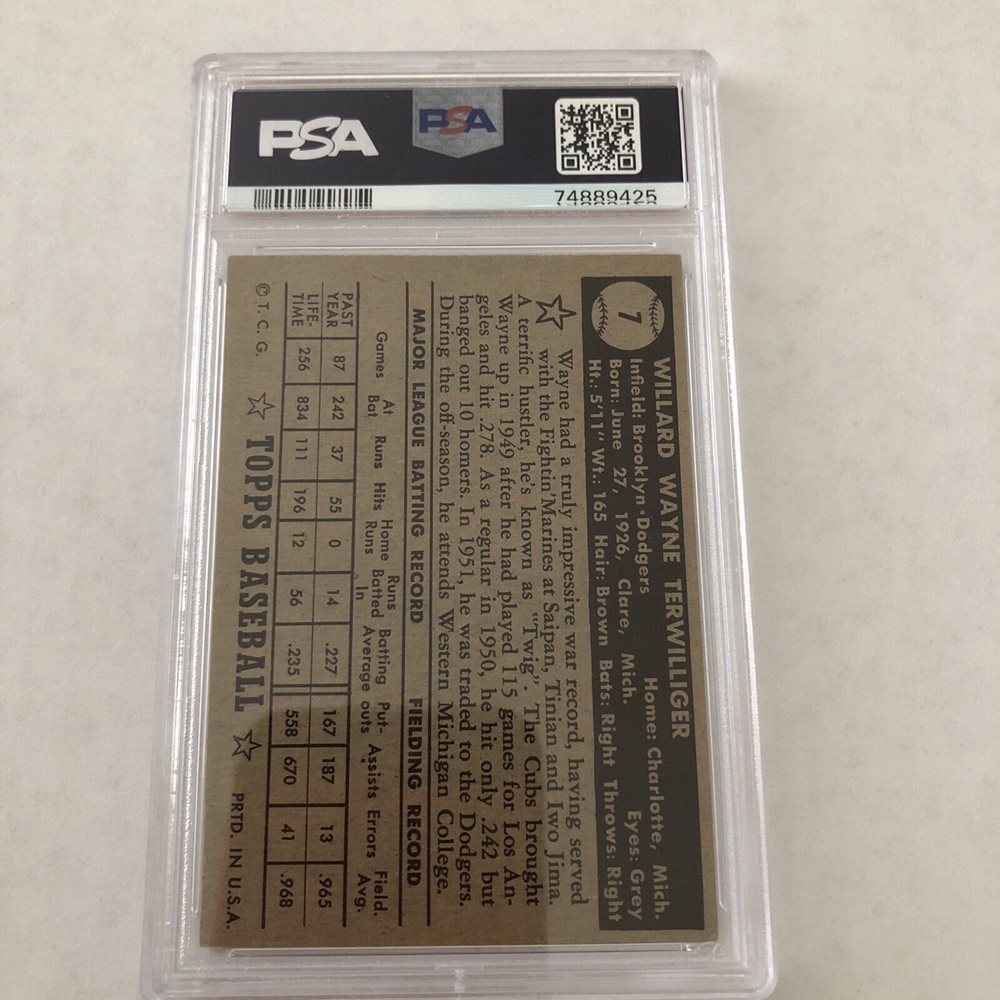 PSA
PSA
74889425
7
WILLARD WAYNE TERWILLIGER
Infield: Brooklyn Dodgers Home: Charlotte, Mich.
Born: June 27, 1926, Clare, Mich. Eyes: Grey
Ht.: 5'11" Wt.: 165 Hair: Brown Bats: Right Throws: Right
Wayne had a truly impressive war record, having served
with the Fightin' Marines at Saipan, Tinian and Iwo Jima.
A terrific hustler, he's known as "Twig". The Cubs brought
Wayne up in 1949 after he had played 115 games for Los An-
geles and hit .278. As a regular in 1950, he hit only .242 but
banged out 10 homers. In 1951, he was traded to the Dodgers.
During the off-season, he attends Western Michigan College.
MAJOR LEAGUE BATTING RECORD FIELDING RECORD
Games At Bat Runs Hits Home Runs Runs Batted In Batting Average Put-outs Assists Errors Field. Avg.
PAST YEAR 87 242 37 55 0 14 .227 167 187 13 .965
LIFE-TIME 256 834 111 196 12 56 .235 558 670 41 .968
© T. C. G. TOPPS BASEBALL PRTD. IN U.S.A.